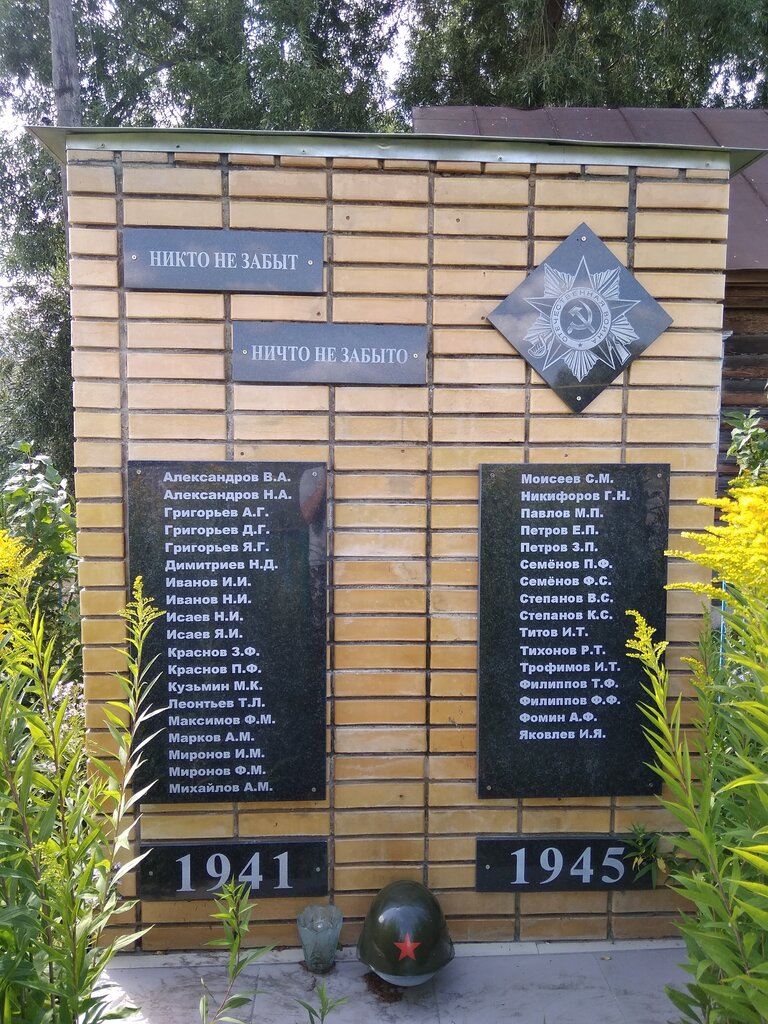 НИКТО НЕ ЗАБЫТ
НИЧТО НЕ ЗАБЫТО
ОТЕЧЕСТВЕННАЯ ВОЙНА
Александров В.А.
Александров Н.А.
Григорьев А.Г.
Григорьев Д.Г.
Григорьев Я.Г.
Димитриев Н.Д.
Иванов И.И.
Иванов Н.И.
Исаев Н.И.
Исаев Я.И.
Краснов З.Ф.
Краснов П.Ф.
Кузьмин М.К.
Леонтьев Т.Л.
Максимов Ф.М.
Марков А.М.
Миронов И.М.
Миронов Ф.М.
Михайлов А.М.
Моисеев С.М.
Никифоров Г.Н.
Павлов М.П.
Петров Е.П.
Петров З.П.
Семёнов П.Ф.
Семёнов Ф.С.
Степанов В.С.
Степанов К.С.
Титов И.Т.
Тихонов Р.Т.
Трофимов И.Т.
Филиппов Т.Ф.
Филиппов Ф.Ф.
Фомин А.Ф.
Яковлев И.Я.
1941
1945